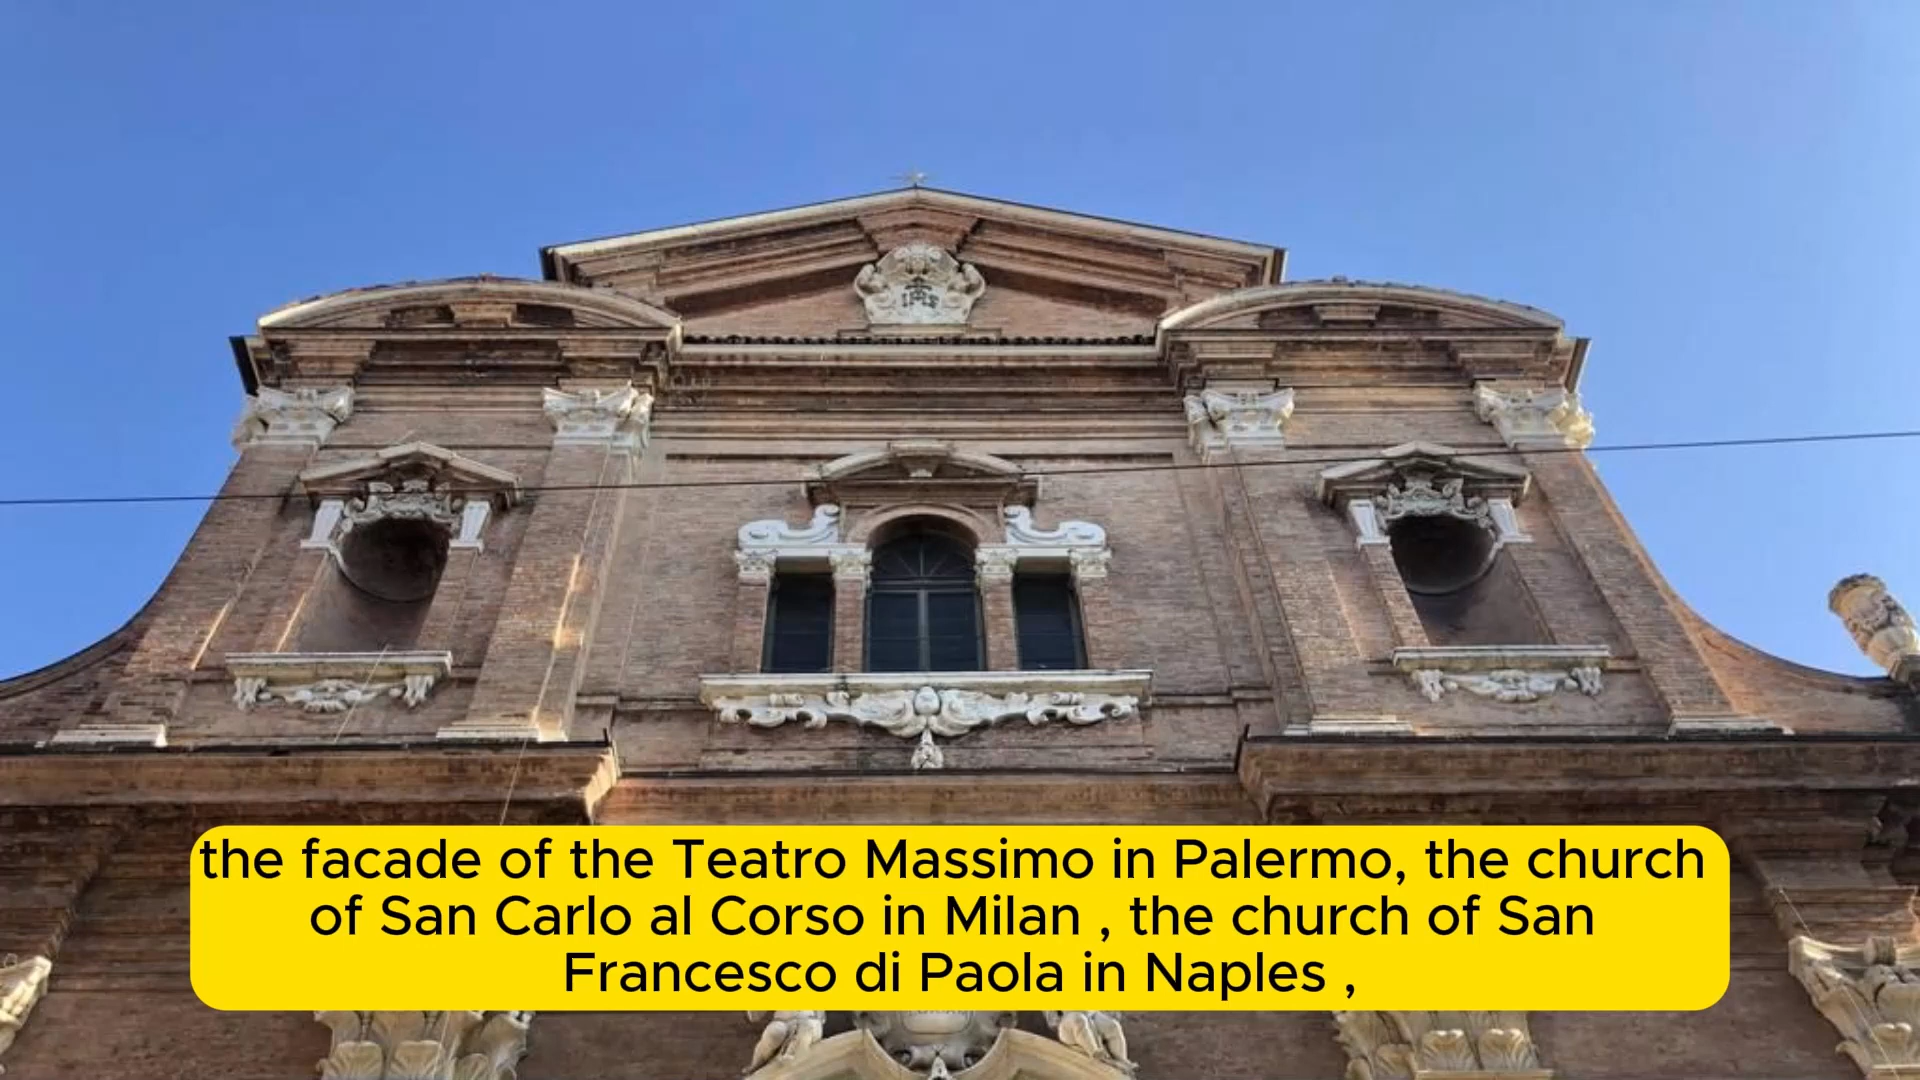 IHS
the facade of the Teatro Massimo in Palermo, the church
of San Carlo al Corso in Milan , the church of San
Francesco di Paola in Naples ,